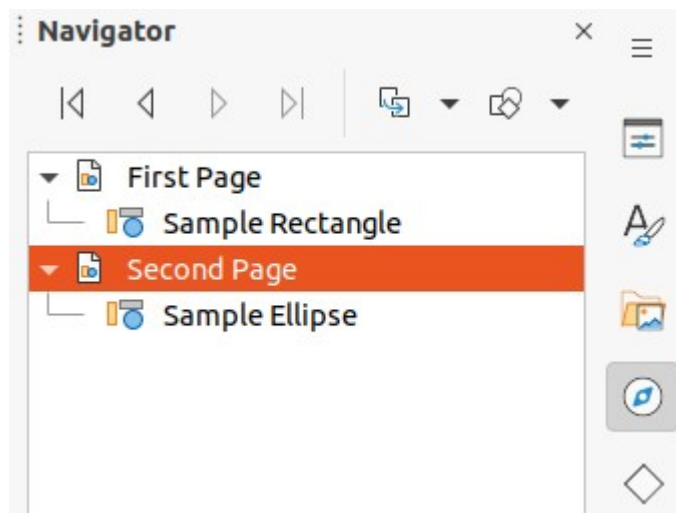 Navigator
First Page
Sample Rectangle
Second Page
Sample Ellipse